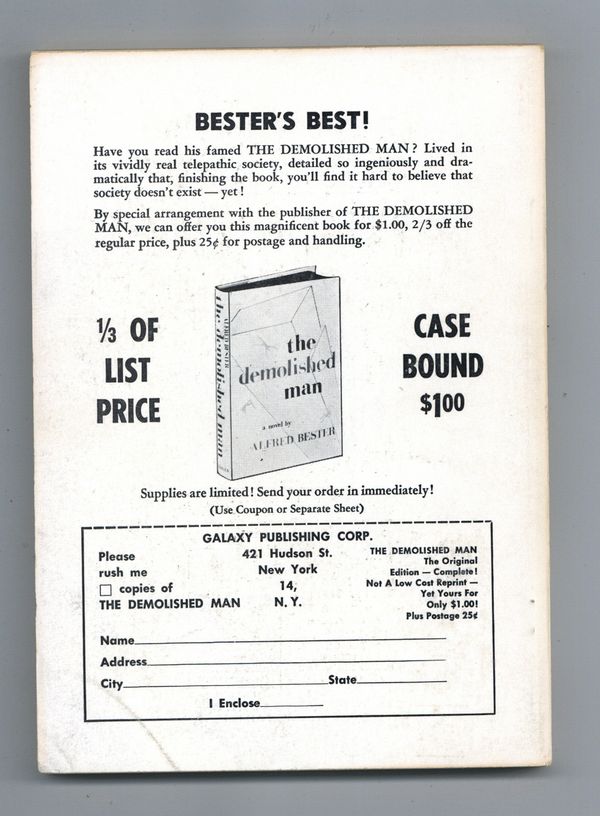 BESTER'S BEST!
Have you read his famed THE DEMOLISHED MAN? Lived in
its vividly real telepathic society, detailed so ingeniously and dra-
matically that, finishing the book, you'll find it hard to believe that
society doesn't exist — yet!
By special arrangement with the publisher of THE DEMOLISHED
MAN, we can offer you this magnificent book for $1.00, 2/3 off the
regular price, plus 25¢ for postage and handling.
⅓ OF
LIST
PRICE
the demolished man
ALFRED BESTER
the
demolished
man
a novel by
ALFRED BESTER
CASE
BOUND
$1.00
Supplies are limited! Send your order in immediately!
(Use Coupon or Separate Sheet)
GALAXY PUBLISHING CORP.
421 Hudson St.
New York
14,
N. Y.
Please
rush me
☐ copies of
THE DEMOLISHED MAN
THE DEMOLISHED MAN
The Original
Edition — Complete!
Not A Low Cost Reprint —
Yet Yours For
Only $1.00!
Plus Postage 25¢
Name
Address
City State
I Enclose